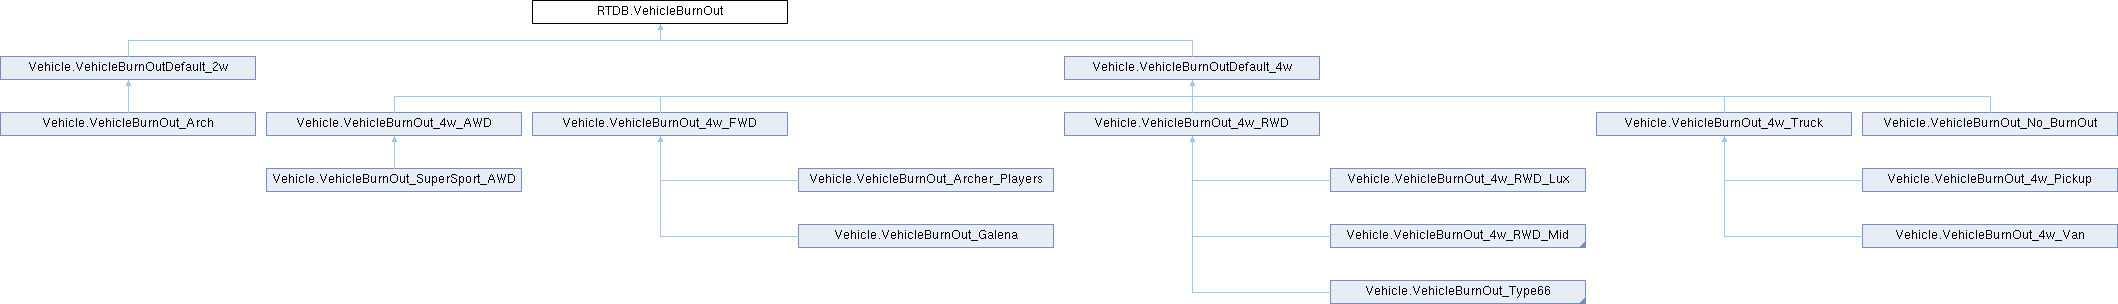 RTDB.VehicleBurnOut
Vehicle.VehicleBurnOutDefault_2w
Vehicle.VehicleBurnOutDefault_4w
Vehicle.VehicleBurnOut_Arch
Vehicle.VehicleBurnOut_4w_AWD
Vehicle.VehicleBurnOut_4w_FWD
Vehicle.VehicleBurnOut_4w_RWD
Vehicle.VehicleBurnOut_4w_Truck
Vehicle.VehicleBurnOut_No_BurnOut
Vehicle.VehicleBurnOut_SuperSport_AWD
Vehicle.VehicleBurnOut_Archer_Players
Vehicle.VehicleBurnOut_4w_RWD_Lux
Vehicle.VehicleBurnOut_4w_Pickup
Vehicle.VehicleBurnOut_Galena
Vehicle.VehicleBurnOut_4w_RWD_Mid
Vehicle.VehicleBurnOut_4w_Van
Vehicle.VehicleBurnOut_Type66